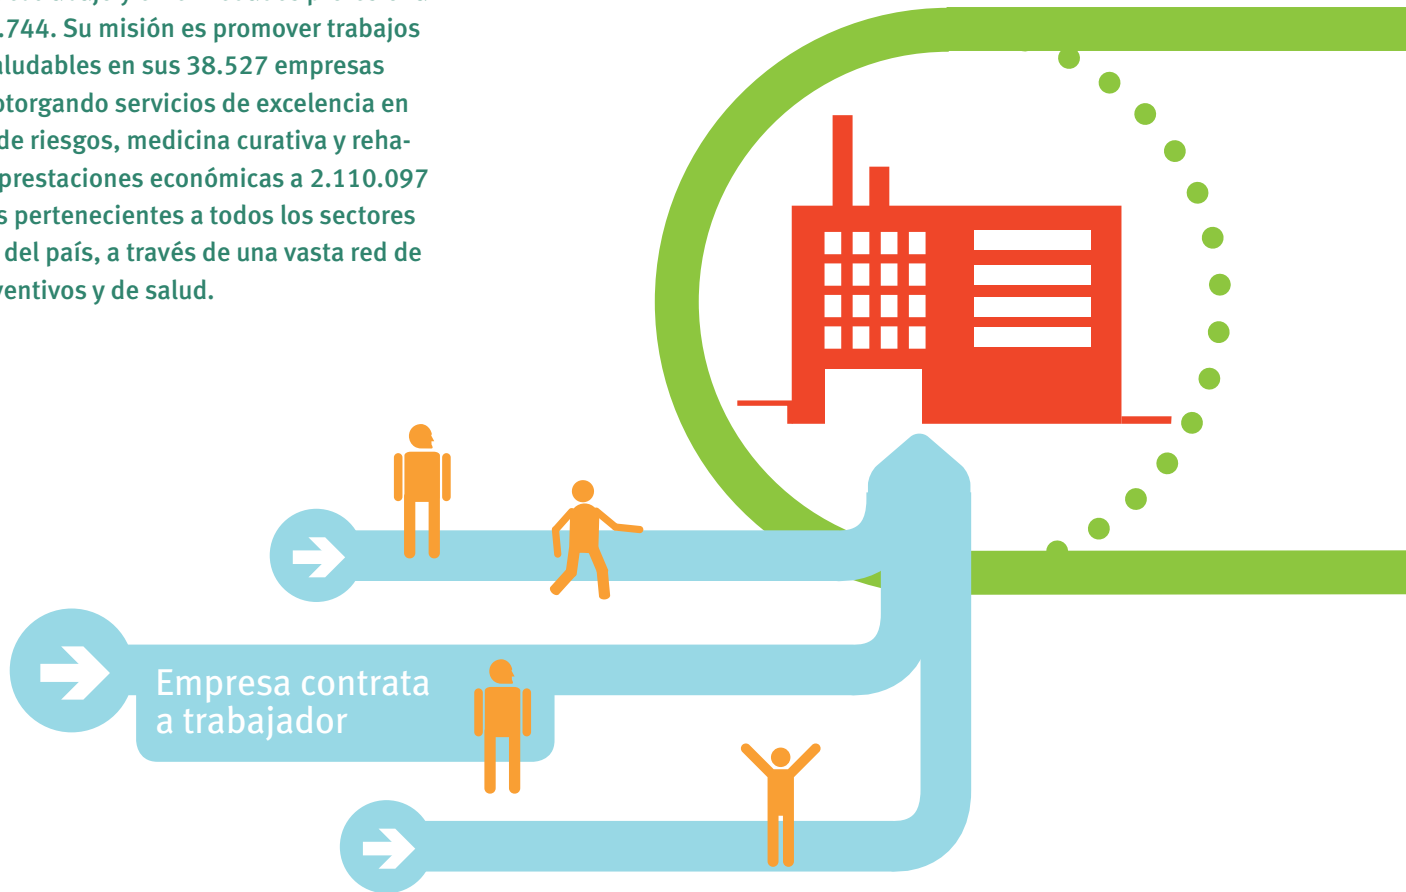 .744. Su misión es promover trabajos
aludables en sus 38.527 empresas
otorgando servicios de excelencia en
de riesgos, medicina curativa y reha-
prestaciones económicas a 2.110.097
s pertenecientes a todos los sectores
del país, a través de una vasta red de
ventivos y de salud.
Empresa contrata
a trabajador